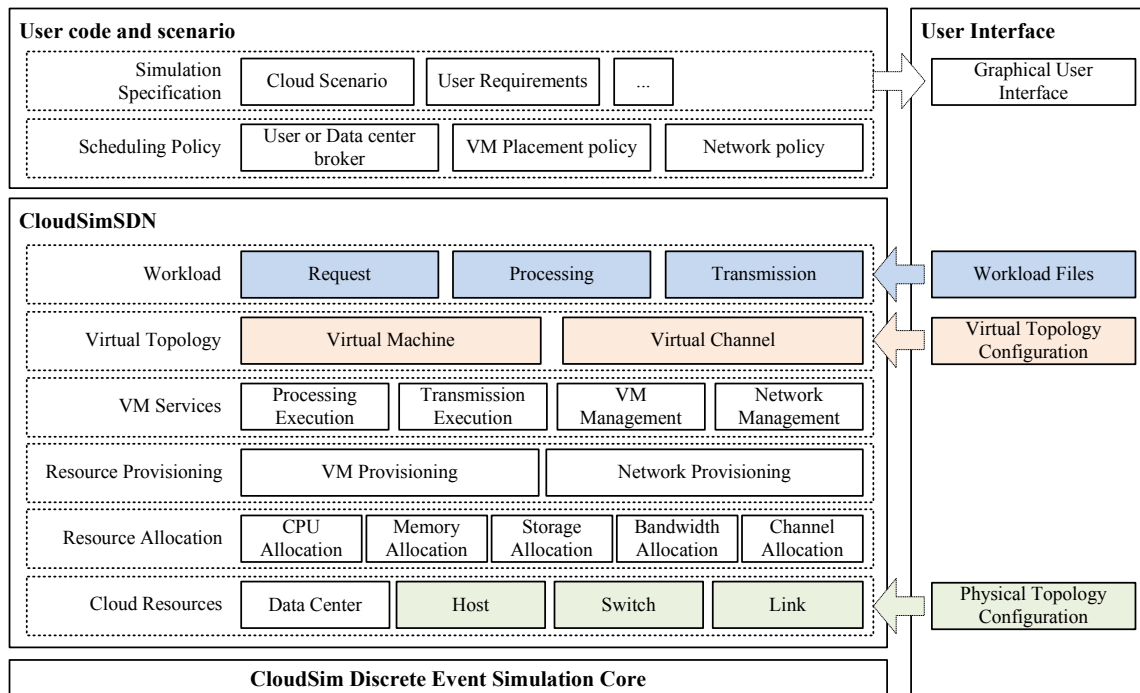 User code and scenario
Simulation
Specification
Cloud Scenario
User Requirements
...
Scheduling Policy
User or Data center
broker
VM Placement policy
Network policy
User Interface
Graphical User
Interface
CloudSimSDN
Workload
Request
Processing
Transmission
Workload Files
Virtual Topology
Virtual Machine
Virtual Channel
Virtual Topology
Configuration
VM Services
Processing
Execution
Transmission
Execution
VM
Management
Network
Management
Resource Provisioning
VM Provisioning
Network Provisioning
Resource Allocation
CPU
Allocation
Memory
Allocation
Storage
Allocation
Bandwidth
Allocation
Channel
Allocation
Cloud Resources
Data Center
Host
Switch
Link
Physical Topology
Configuration
CloudSim Discrete Event Simulation Core